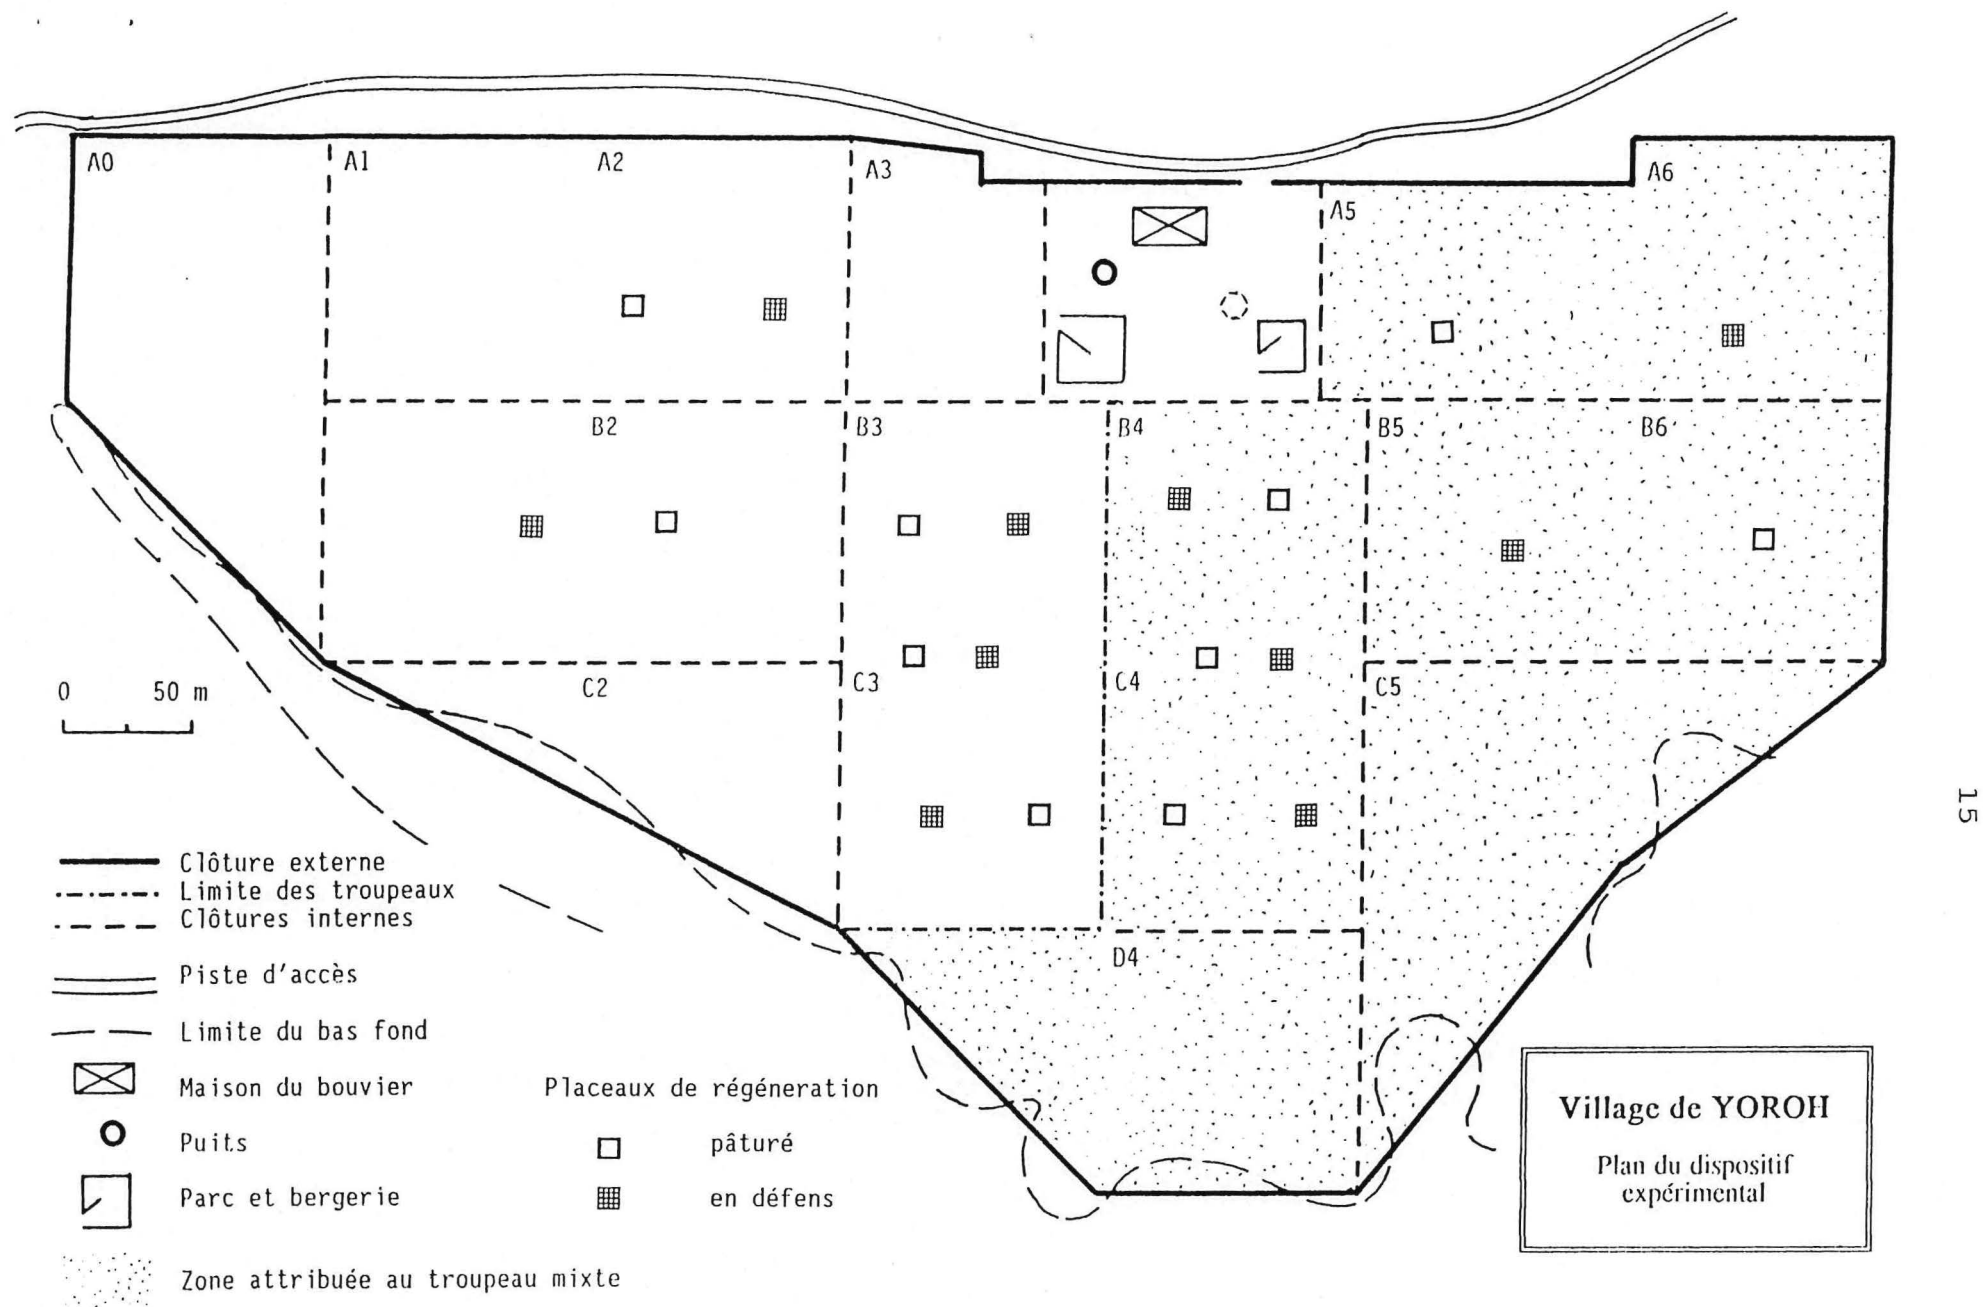 A0 A1 A2 A3 A6
A5
B2 B3 B4 B5 B6
0 50 m
C2 C3 C4 C5
15
D4
Clôture externe
Limite des troupeaux
Clôtures internes
Piste d'accès
Limite du bas fond
Maison du bouvier
Puits
Parc et bergerie
Zone attribuée au troupeau mixte
Placeaux de régéneration
pâturé
en défens
Village de YOROH
Plan du dispositif
expérimental